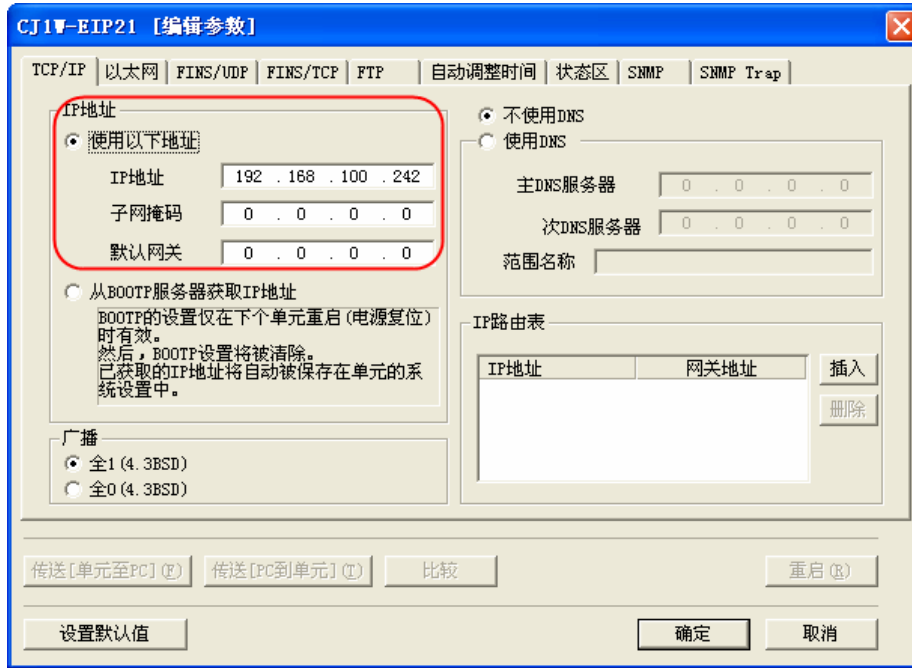 CJ1W-EIP21 [编辑参数]
TCP/IP 以太网 FINS/UDP FINS/TCP FTP 自动调整时间 状态区 SNMP SNMP Trap
IP地址
使用以下地址
IP地址 192 . 168 . 100 . 242
子网掩码 0 . 0 . 0 . 0
默认网关 0 . 0 . 0 . 0
从BOOTP服务器获取IP地址
BOOTP的设置仅在下个单元重启(电源复位)
时有效。
然后，BOOTP设置将被清除。
已获取的IP地址将自动被保存在单元的系
统设置中。
广播
全1(4.3BSD)
全0(4.3BSD)
不使用DNS
使用DNS
主DNS服务器 0 . 0 . 0 . 0
次DNS服务器 0 . 0 . 0 . 0
范围名称
IP路由表
IP地址 网关地址
插入
删除
传送[单元至PC](F) 传送[PC到单元](T) 比较 重启(R)
设置默认值 确定 取消